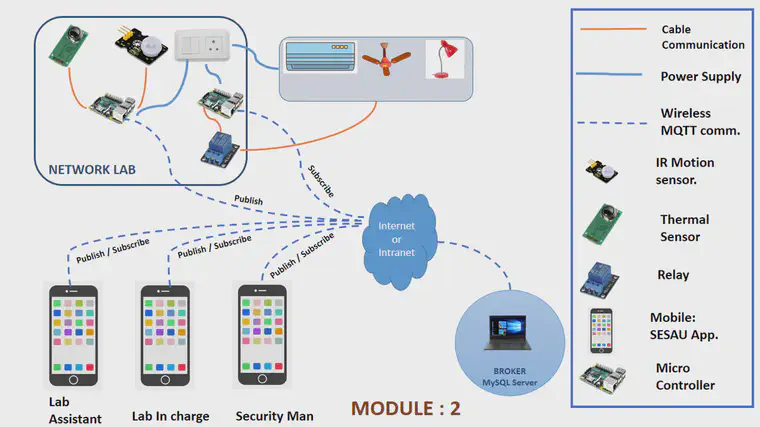 NETWORK LAB
Publish
Subscribe
Publish / Subscribe
Publish / Subscribe
Publish / Subscribe
Internet
or
Intranet
BROKER
MySQL Server
Lab
Assistant
Lab In charge
Security Man
MODULE : 2
Cable
Communication
Power Supply
Wireless
MQTT comm.
IR Motion
sensor.
Thermal
Sensor
Relay
Mobile:
SESAU App.
Micro
Controller